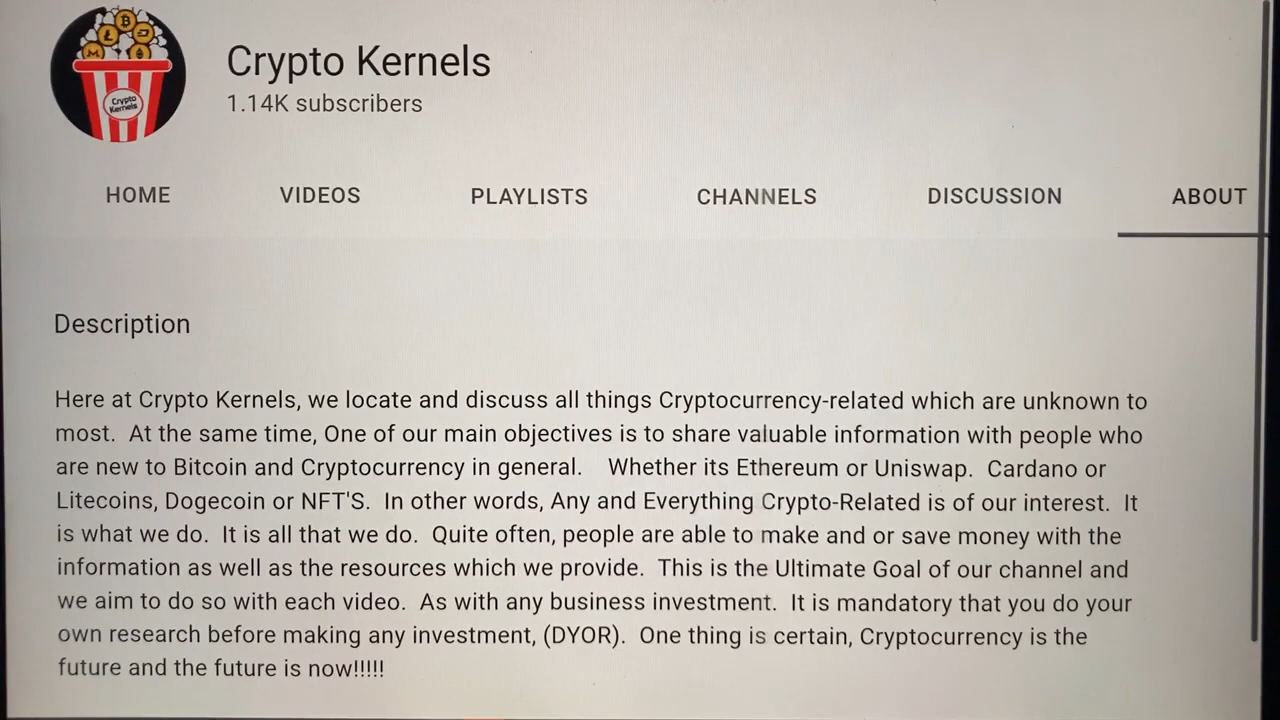 Crypto Kernels
1.14K subscribers
Crypto
Kernels
HOME VIDEOS PLAYLISTS CHANNELS DISCUSSION ABOUT
Description
Here at Crypto Kernels, we locate and discuss all things Cryptocurrency-related which are unknown to
most.  At the same time, One of our main objectives is to share valuable information with people who
are new to Bitcoin and Cryptocurrency in general.    Whether its Ethereum or Uniswap.  Cardano or
Litecoins, Dogecoin or NFT'S.  In other words, Any and Everything Crypto-Related is of our interest.  It
is what we do.  It is all that we do.  Quite often, people are able to make and or save money with the
information as well as the resources which we provide.  This is the Ultimate Goal of our channel and
we aim to do so with each video.  As with any business investment.  It is mandatory that you do your
own research before making any investment, (DYOR).  One thing is certain, Cryptocurrency is the
future and the future is now!!!!!